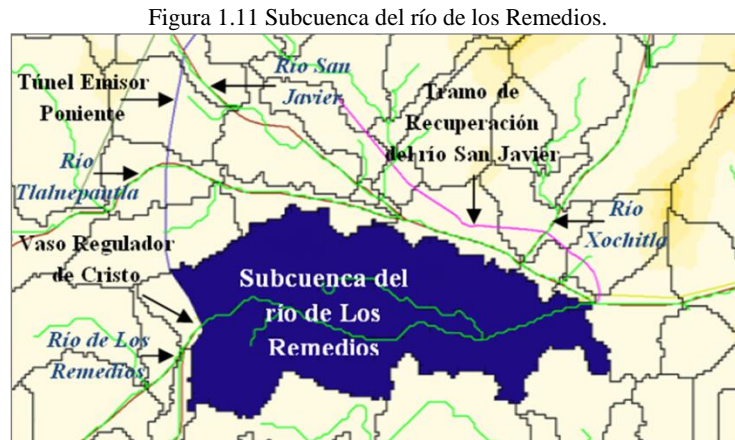 Figura 1.11 Subcuenca del río de los Remedios.
Túnel Emisor
Poniente
Río San
Javier
Tramo de
Recuperación
del río San Javier
Río
Tlalnepantla
Río
Xochitla
Vaso Regulador
de Cristo
Subcuenca del
río de Los
Remedios
Río de Los
Remedios